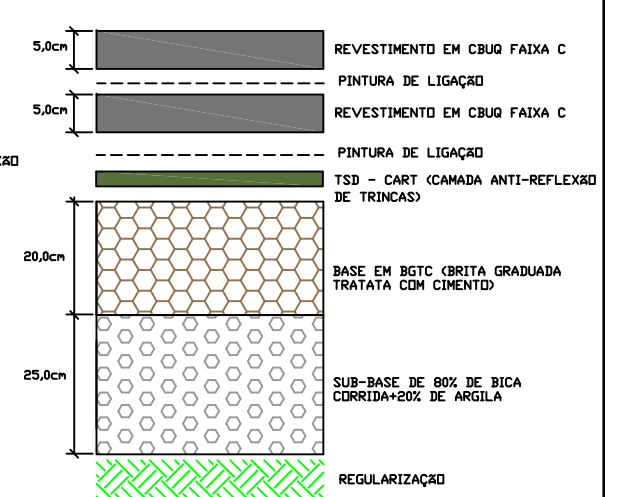 5,0cm
REVESTIMENTO EM CBUQ FAIXA C
PINTURA DE LIGAÇÃO
5,0cm
REVESTIMENTO EM CBUQ FAIXA C
PINTURA DE LIGAÇÃO
XÃO
TSD - CART (CAMADA ANTI-REFLEXÃO
DE TRINCAS)
20,0cm
BASE EM BGTC (BRITA GRADUADA
TRATATA COM CIMENTO)
25,0cm
SUB-BASE DE 80% DE BICA
CORRIDA+20% DE ARGILA
REGULARIZAÇÃO